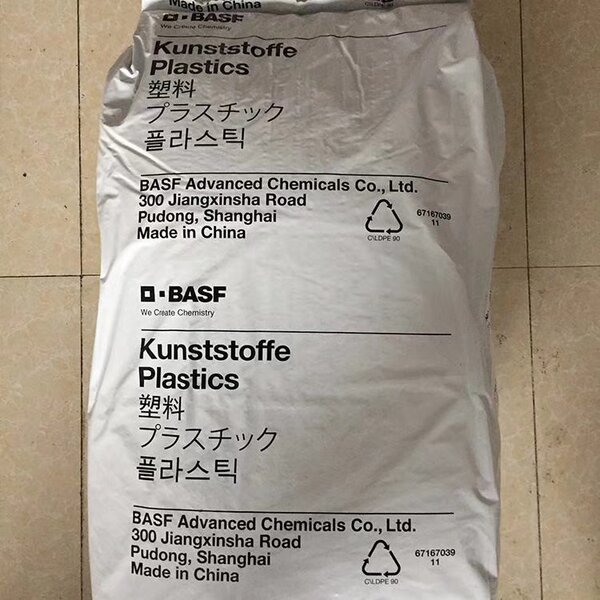 Made in China
C\LDPE 90
BASF
We Create Chemistry
Kunststoffe
Plastics
塑料
プラスチック
플라스틱
BASF Advanced Chemicals Co., Ltd.
300 Jiangxinsha Road
Pudong, Shanghai
Made in China
C\LDPE 90
67167039
11
BASF
We Create Chemistry
Kunststoffe
Plastics
塑料
プラスチック
플라스틱
BASF Advanced Chemicals Co., Ltd.
300 Jiangxinsha Road
Pudong, Shanghai
Made in China
C\LDPE 90
67167039
11